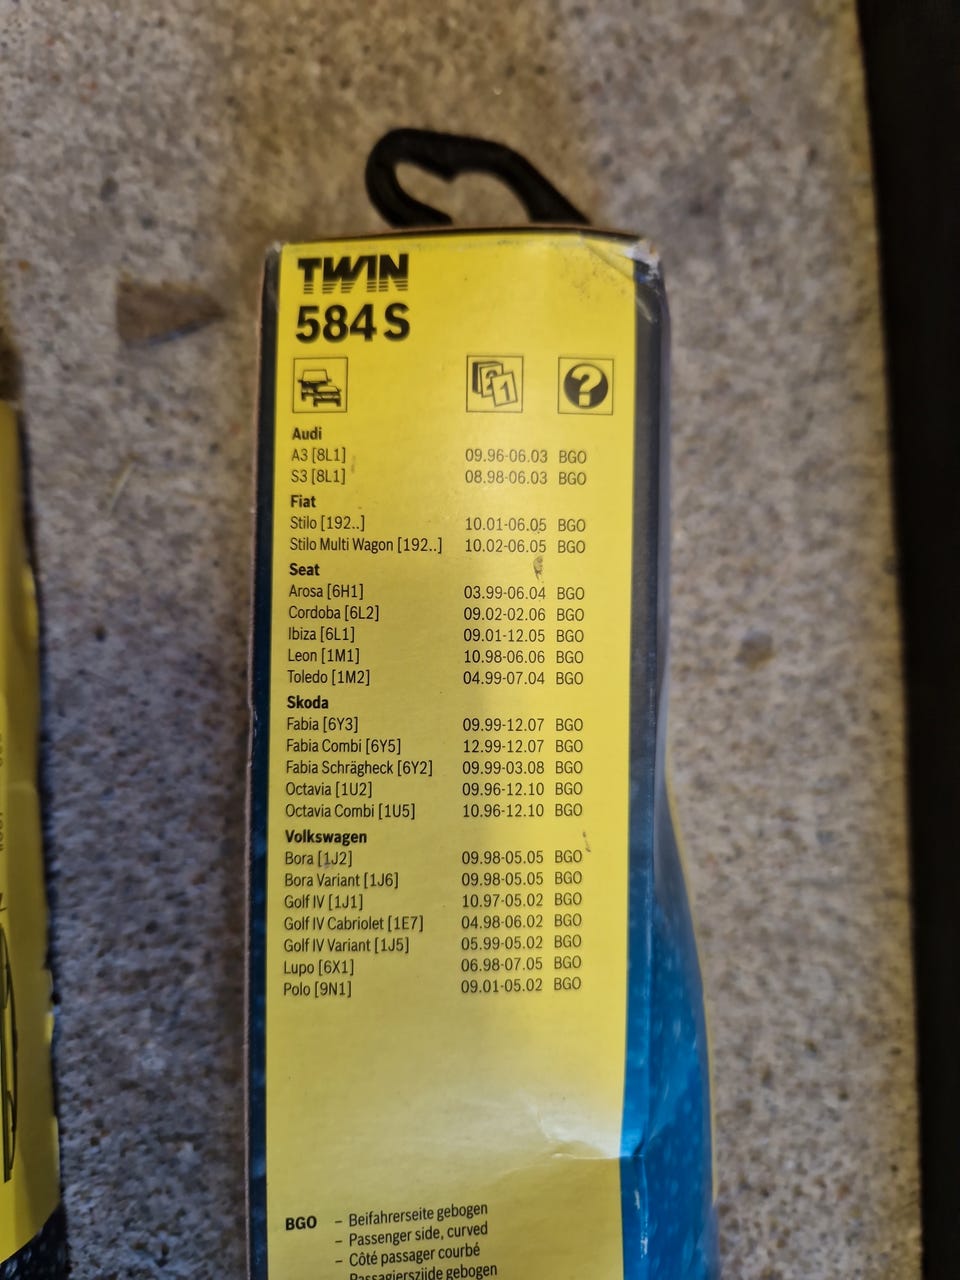 TWIN
584 S
Audi
A3 [8L1] 09.96-06.03 BGO
S3 [8L1] 08.98-06.03 BGO
Fiat
Stilo [192..] 10.01-06.05 BGO
Stilo Multi Wagon [192..] 10.02-06.05 BGO
Seat
Arosa [6H1] 03.99-06.04 BGO
Cordoba [6L2] 09.02-02.06 BGO
Ibiza [6L1] 09.01-12.05 BGO
Leon [1M1] 10.98-06.06 BGO
Toledo [1M2] 04.99-07.04 BGO
Skoda
Fabia [6Y3] 09.99-12.07 BGO
Fabia Combi [6Y5] 12.99-12.07 BGO
Fabia Schrägheck [6Y2] 09.99-03.08 BGO
Octavia [1U2] 09.96-12.10 BGO
Octavia Combi [1U5] 10.96-12.10 BGO
Volkswagen
Bora [1J2] 09.98-05.05 BGO
Bora Variant [1J6] 09.98-05.05 BGO
Golf IV [1J1] 10.97-05.02 BGO
Golf IV Cabriolet [1E7] 04.98-06.02 BGO
Golf IV Variant [1J5] 05.99-05.02 BGO
Lupo [6X1] 06.98-07.05 BGO
Polo [9N1] 09.01-05.02 BGO
BGO – Beifahrerseite gebogen
– Passenger side, curved
– Côté passager courbé
Passagierszijde gebogen